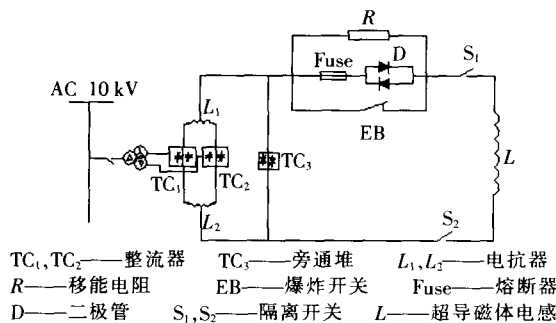 R
Fuse
D
S₁
AC 10 kV
EB
L₁
TC₁
TC₂
TC₃
L
L₂
S₂
TC₁,TC₂——整流器 TC₃——旁通堆 L₁,L₂——电抗器
R——移能电阻 EB——爆炸开关 Fuse——熔断器
D——二极管 S₁,S₂——隔离开关 L——超导磁体电感